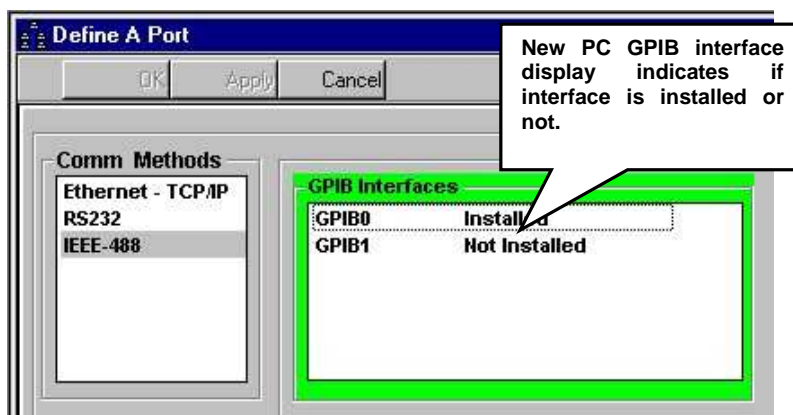 Define A Port
OK Apply Cancel
New PC GPIB interface
display indicates if
interface is installed or
not.
Comm Methods
Ethernet - TCP/IP
RS232
IEEE-488
GPIB Interfaces
GPIB0 Installed
GPIB1 Not Installed